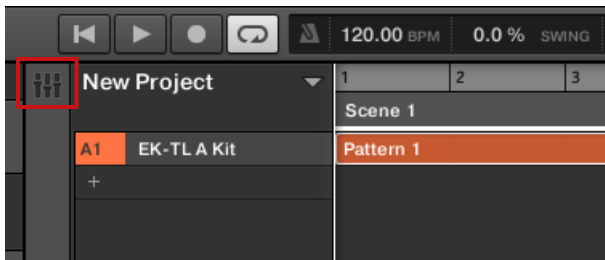 120.00 BPM 0.0 % SWING
New Project 1 2 3
Scene 1
A1 EK-TL A Kit Pattern 1
+